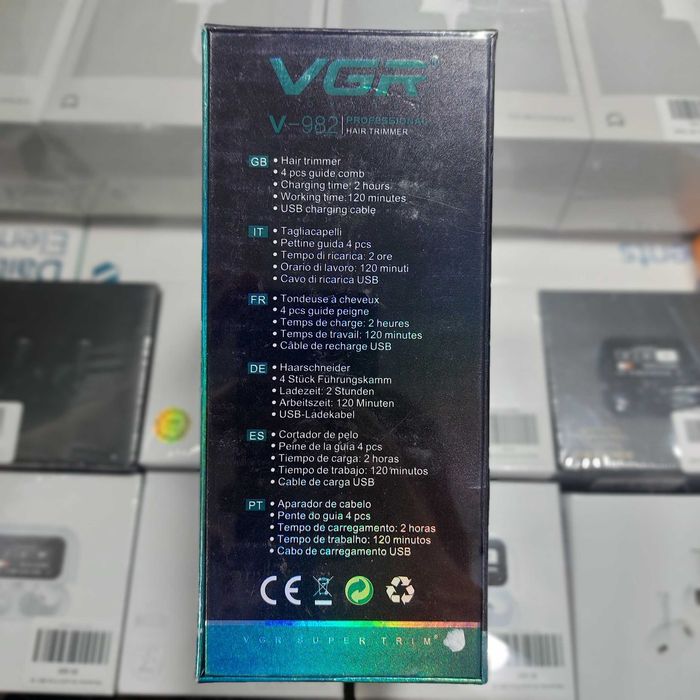 VGR®
V-982 PROFESSIONAL
HAIR TRIMMER
GB • Hair trimmer
• 4 pcs guide comb
• Charging time: 2 hours
• Working time:120 minutes
• USB charging cable
IT • Tagliacapelli
• Pettine guida 4 pcs
• Tempo di ricarica: 2 ore
• Orario di lavoro: 120 minuti
• Cavo di ricarica USB
FR • Tondeuse à cheveux
• 4 pcs guide peigne
• Temps de charge: 2 heures
• Temps de travail: 120 minutes
• Câble de recharge USB
DE • Haarschneider
• 4 Stück Führungskamm
• Ladezeit: 2 Stunden
• Arbeitszeit: 120 Minuten
• USB-Ladekabel
ES • Cortador de pelo
• Peine de la guía 4 pcs
• Tiempo de carga: 2 horas
• Tiempo de trabajo: 120 minutos
• Cable de carga USB
PT • Aparador de cabelo
• Pente do guia 4 pcs
• Tempo de carregamento: 2 horas
• Tempo de trabalho: 120 minutos
• Cabo de carregamento USB
CE
VGR SUPER TRIM®